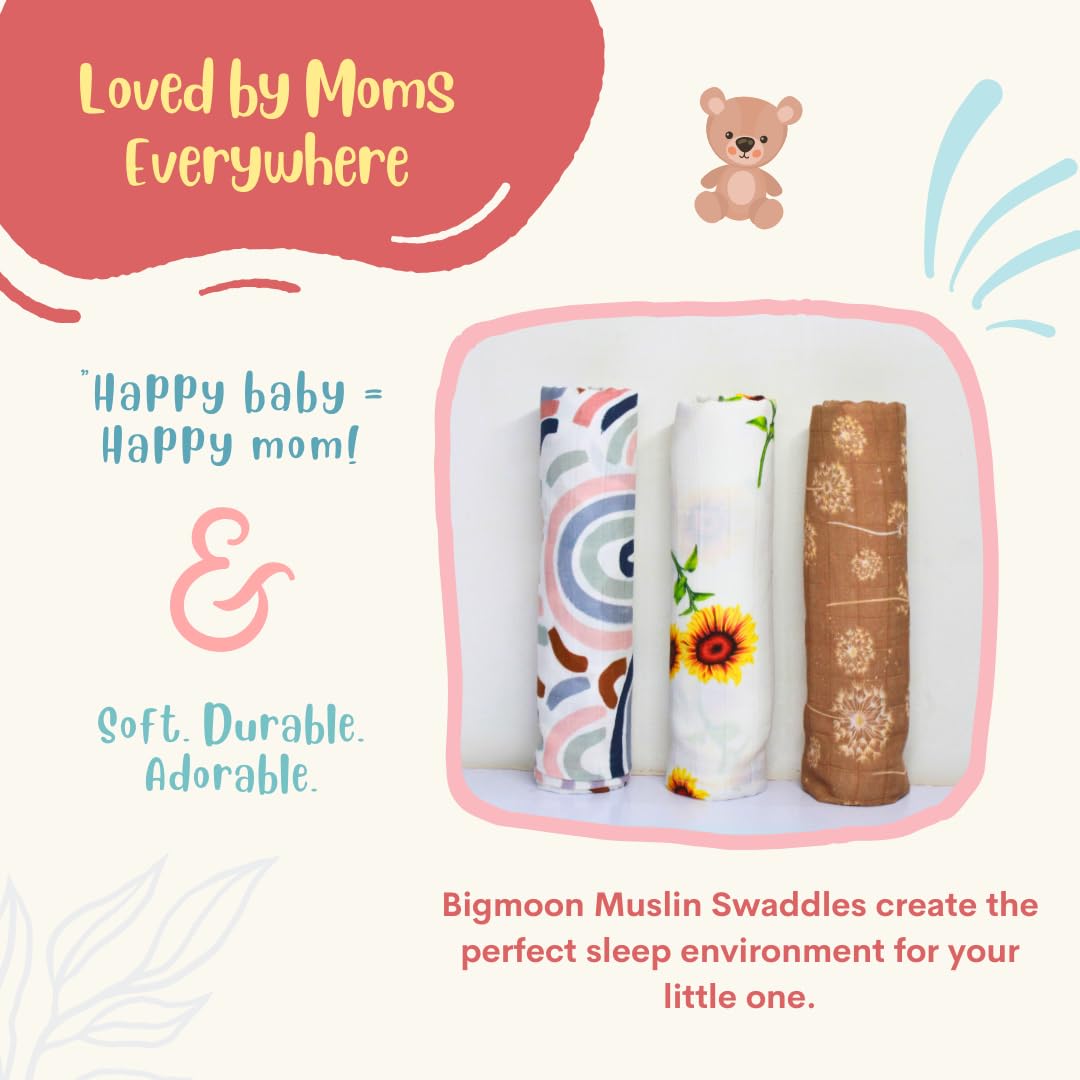 Loved by Moms
Everywhere
"Happy baby =
Happy mom!
&
Soft. Durable.
Adorable.
Bigmoon Muslin Swaddles create the
perfect sleep environment for your
little one.